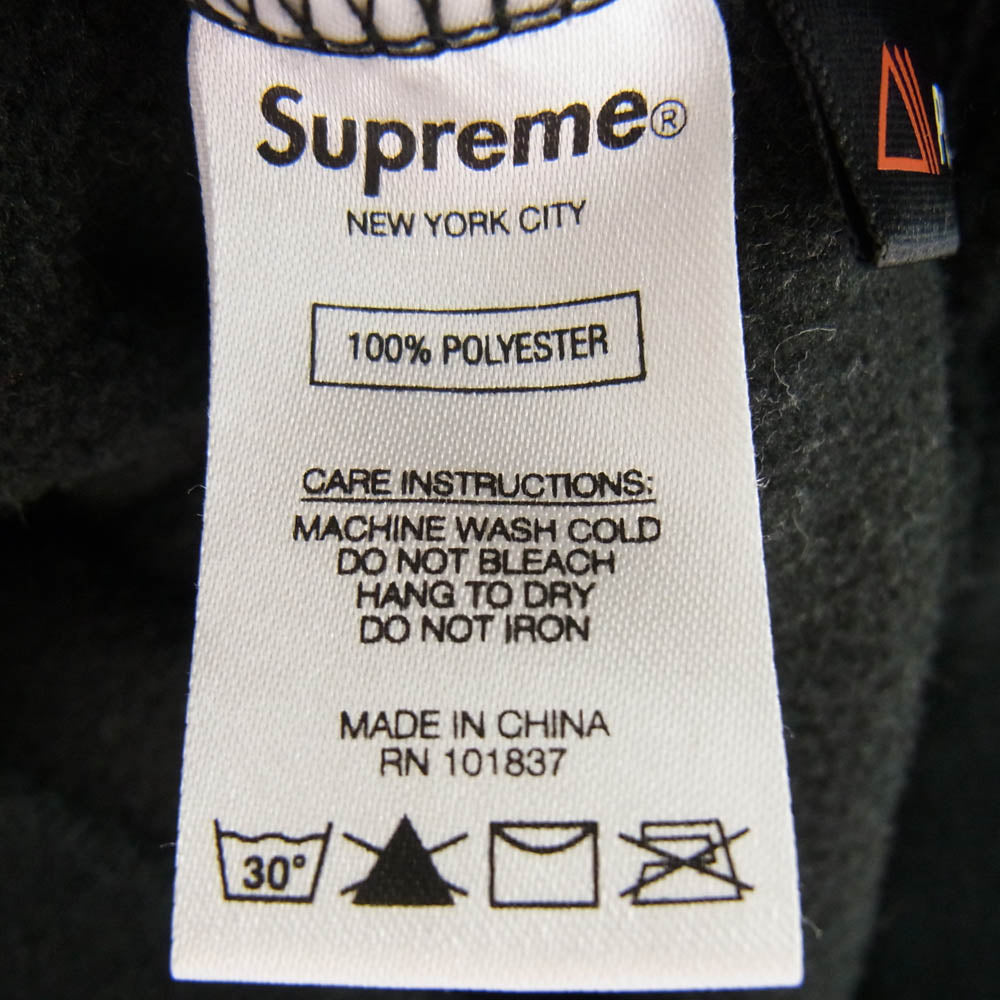 Supreme®
NEW YORK CITY
100% POLYESTER
CARE INSTRUCTIONS:
MACHINE WASH COLD
DO NOT BLEACH
HANG TO DRY
DO NOT IRON
MADE IN CHINA
RN 101837
30°